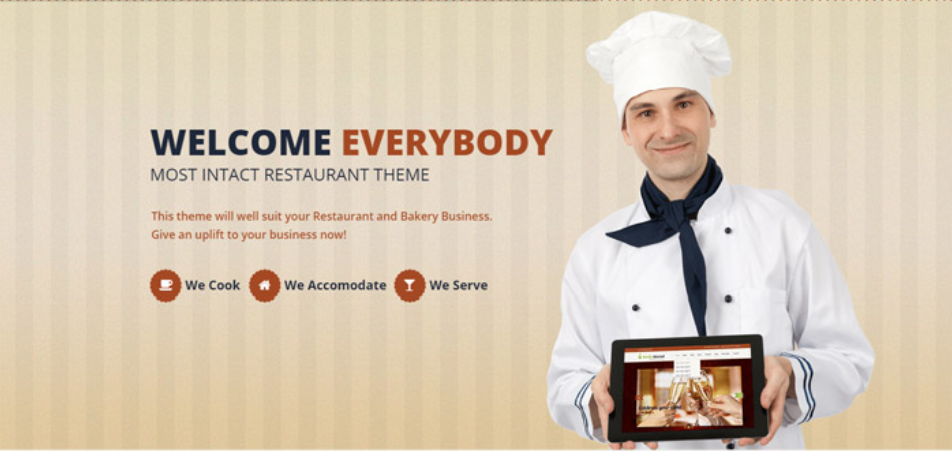 WELCOME EVERYBODY
MOST INTACT RESTAURANT THEME
This theme will well suit your Restaurant and Bakery Business.
Give an uplift to your business now!
We Cook We Accomodate We Serve